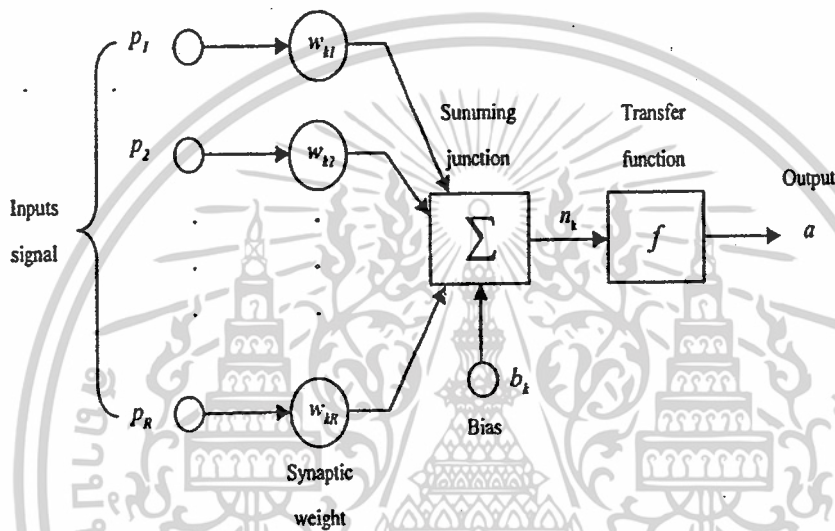 p1
wk1
Summing
junction
Transfer
function
p2
wk2
Inputs
signal
Σ
nk
f
Output
a
pR
wkR
bk
Bias
Synaptic
weight